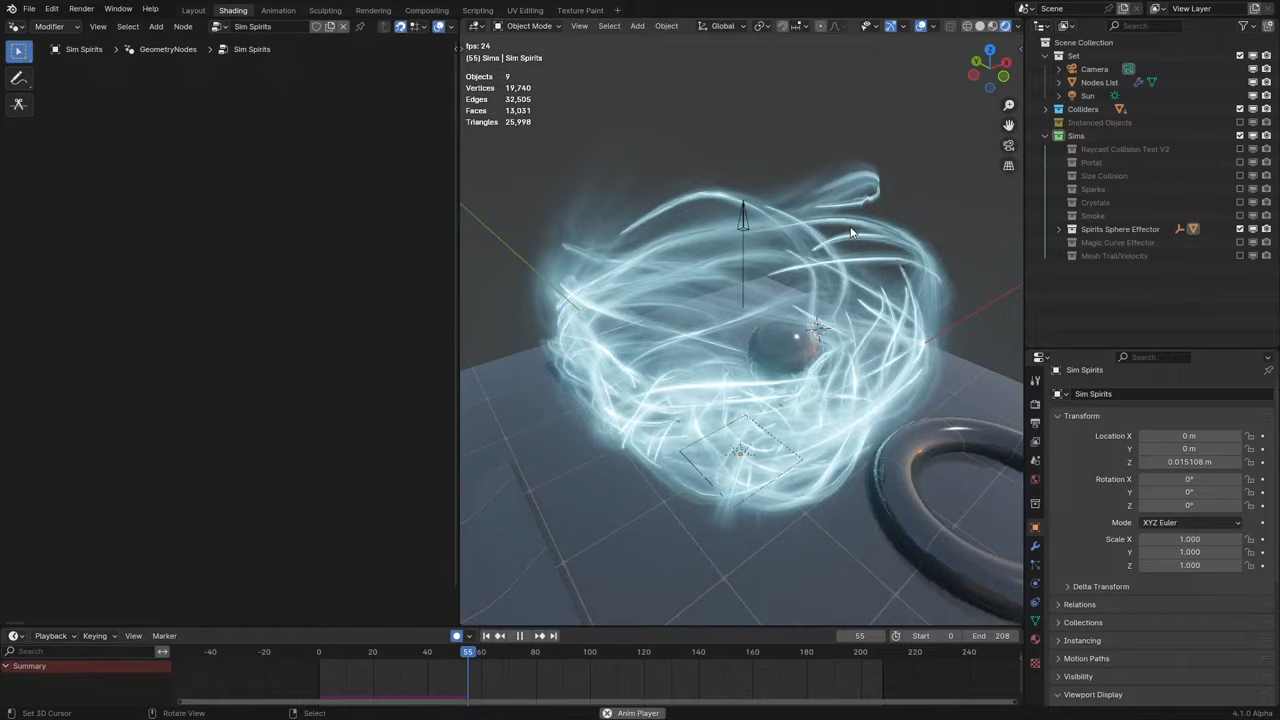 File Edit Render Window Help Layout Shading Animation Sculpting Rendering Compositing Scripting UV Editing Texture Paint Scene View Layer
Modifier View Select Add Node Sim Spirits Object Mode View Select Add Object Global Search
Sim Spirits GeometryNodes Sim Spirits
fps: 24
(55) Sims | Sim Spirits
Objects 9
Vertices 19,740
Edges 32,505
Faces 13,031
Triangles 25,998
Y
Z
X
Scene Collection
Set
Camera
Nodes List
Sun
Colliders
Instanced Objects
Sims
Raycast Collision Test V2
Portal
Size Collision
Sparks
Crystals
Smoke
Spirits Sphere Effector
Magic Curve Effector
Mesh Trail/Velocity
Search
Sim Spirits
Sim Spirits
Transform
Location X 0 m
Y 0 m
Z 0.015108 m
Rotation X 0°
Y 0°
Z 0°
Mode XYZ Euler
Scale X 1.000
Y 1.000
Z 1.000
Delta Transform
Relations
Collections
Instancing
Motion Paths
Visibility
Viewport Display
Playback Keying View Marker 55 Start 0 End 208
Search -40 -20 0 20 40 55 60 80 100 120 140 160 180 200 220 240
Summary
Set 3D Cursor Rotate View Select Anim Player 4.1.0 Alpha